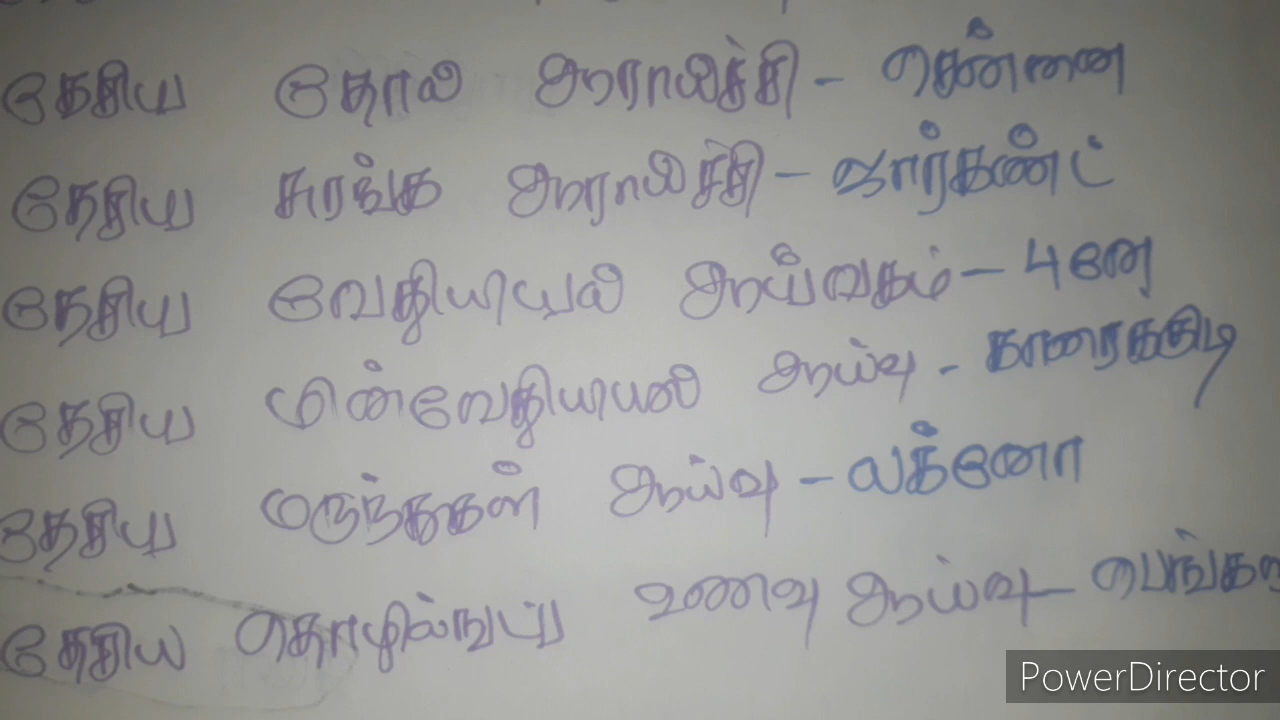 தேசிய தோல் ஆராய்ச்சி - சென்னை
தேசிய சுரங்க ஆராய்ச்சி - ஜார்கண்ட்
தேசிய வேதியியல் ஆய்வகம் - புனே
தேசிய மின்வேதியியல் ஆய்வு - காரைக்குடி
தேசிய மருந்துகள் ஆய்வு - லக்னோ
தேசிய தொழில்நுட்ப உணவு ஆய்வு -
PowerDirector